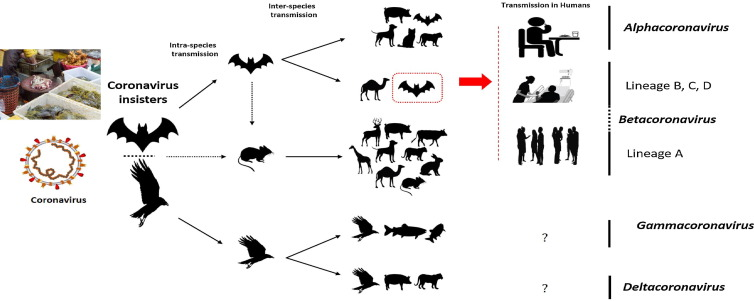 Inter-species
transmission
Transmission in Humans
Intra-species
transmission
Alphacoronavirus
Coronavirus
insisters
Lineage B, C, D
Betacoronavirus
Lineage A
Coronavirus
Gammacoronavirus
?
?
Deltacoronavirus